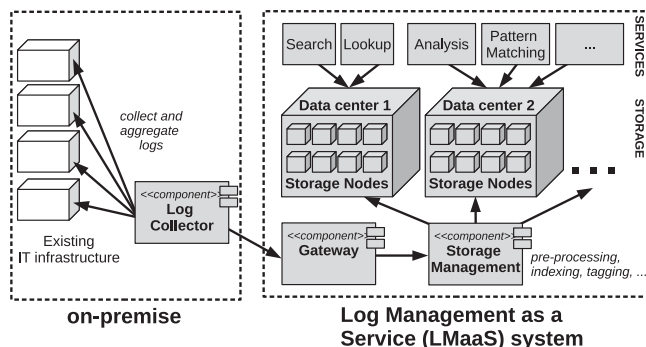 collect and
aggregate
logs
<<component>>
Log
Collector
Existing
IT infrastructure
on-premise
SERVICES
Search
Lookup
Analysis
Pattern
Matching
...
STORAGE
Data center 1
Storage Nodes
Data center 2
Storage Nodes
<<component>>
Gateway
<<component>>
Storage
Management
pre-processing,
indexing, tagging, ...
Log Management as a
Service (LMaaS) system